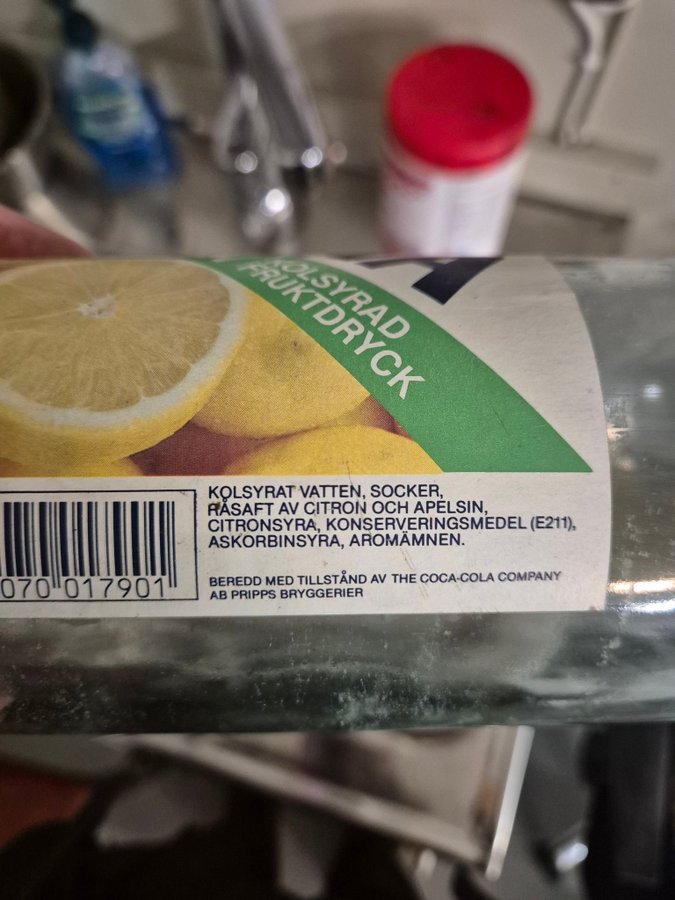 A
KOLSYRAD
FRUKTDRYCK
KOLSYRAT VATTEN, SOCKER,
RÅSAFT AV CITRON OCH APELSIN,
CITRONSYRA, KONSERVERINGSMEDEL (E211),
ASKORBINSYRA, AROMÄMNEN.
070 017901
BEREDD MED TILLSTÅND AV THE COCA-COLA COMPANY
AB PRIPPS BRYGGERIER